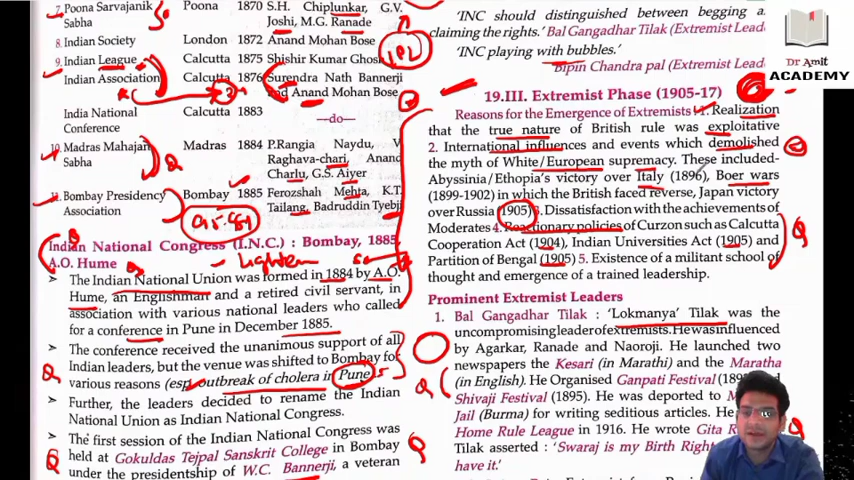 7. Poona Sarvajanik Sabha Poona 1870 S.H. Chiplunkar, G.V. Joshi, M.G. Ranade
8. Indian Society London 1872 Anand Mohan Bose
9. Indian League Calcutta 1875 Shishir Kumar Ghosh
Indian Association Calcutta 1876 Surendra Nath Bannerji and Anand Mohan Bose
India National Conference Calcutta 1883 —do—
10. Madras Mahajan Sabha Madras 1884 P.Rangia Naydu, V Raghava-chari, Anand Charlu, G.S. Aiyer
11. Bombay Presidency Association Bombay 1885 Ferozshah Mehta, K.T. Tailang, Badruddin Tyebji
Indian National Congress (I.N.C.) : Bombay, 1885,
A.O. Hume
➢ The Indian National Union was formed in 1884 by A.O.
Hume, an Englishman and a retired civil servant, in
association with various national leaders who called
for a conference in Pune in December 1885.
➢ The conference received the unanimous support of all
Indian leaders, but the venue was shifted to Bombay for
various reasons (esp. outbreak of cholera in Pune
➢ Further, the leaders decided to rename the Indian
National Union as Indian National Congress.
➢ The first session of the Indian National Congress was
held at Gokuldas Tejpal Sanskrit College in Bombay
under the presidentship of W.C. Bannerji, a veteran
'INC should distinguished between begging a
claiming the rights.' Bal Gangadhar Tilak (Extremist Lead
'INC playing with bubbles.'
Bipin Chandra pal (Extremist Lead
19.III. Extremist Phase (1905-17)
Reasons for the Emergence of Extremists 1. Realization
that the true nature of British rule was exploitative
2. International influences and events which demolished
the myth of White/European supremacy. These included-
Abyssinia/Ethopia's victory over Italy (1896), Boer wars
(1899-1902) in which the British faced reverse, Japan victory
over Russia (1905) 3. Dissatisfaction with the achievements of
Moderates 4. Reactionary policies of Curzon such as Calcutta
Cooperation Act (1904), Indian Universities Act (1905) and
Partition of Bengal (1905) 5. Existence of a militant school of
thought and emergence of a trained leadership.
Prominent Extremist Leaders
1. Bal Gangadhar Tilak : 'Lokmanya' Tilak was the
uncompromising leader of extremists. He was influenced
by Agarkar, Ranade and Naoroji. He launched two
newspapers the Kesari (in Marathi) and the Maratha
(in English). He Organised Ganpati Festival (189
Shivaji Festival (1895). He was deported to M
Jail (Burma) for writing seditious articles. He
Home Rule League in 1916. He wrote Gita R
Tilak asserted : 'Swaraj is my Birth Right
have it.'
Dr Amit
ACADEMY